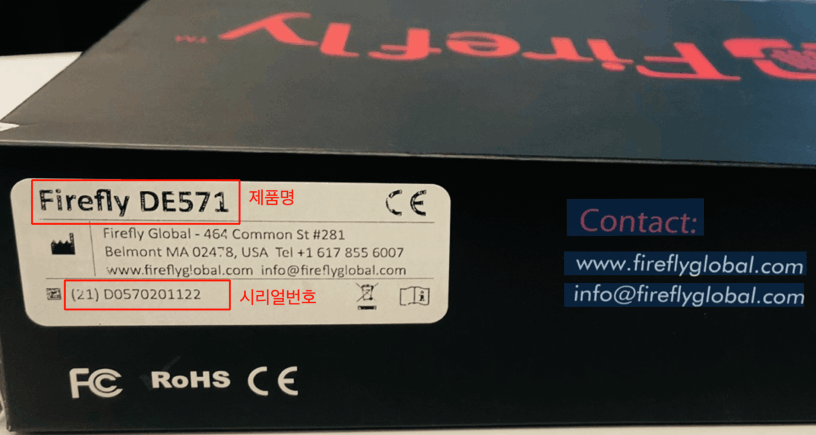 Firefly™
Firefly DE571 제품명
CE
Firefly Global - 464 Common St #281
Belmont MA 02478, USA Tel +1 617 855 6007
www.fireflyglobal.com info@fireflyglobal.com
(21) D0570201122 시리얼번호
FC RoHS CE
Contact:
www.fireflyglobal.com
info@fireflyglobal.com